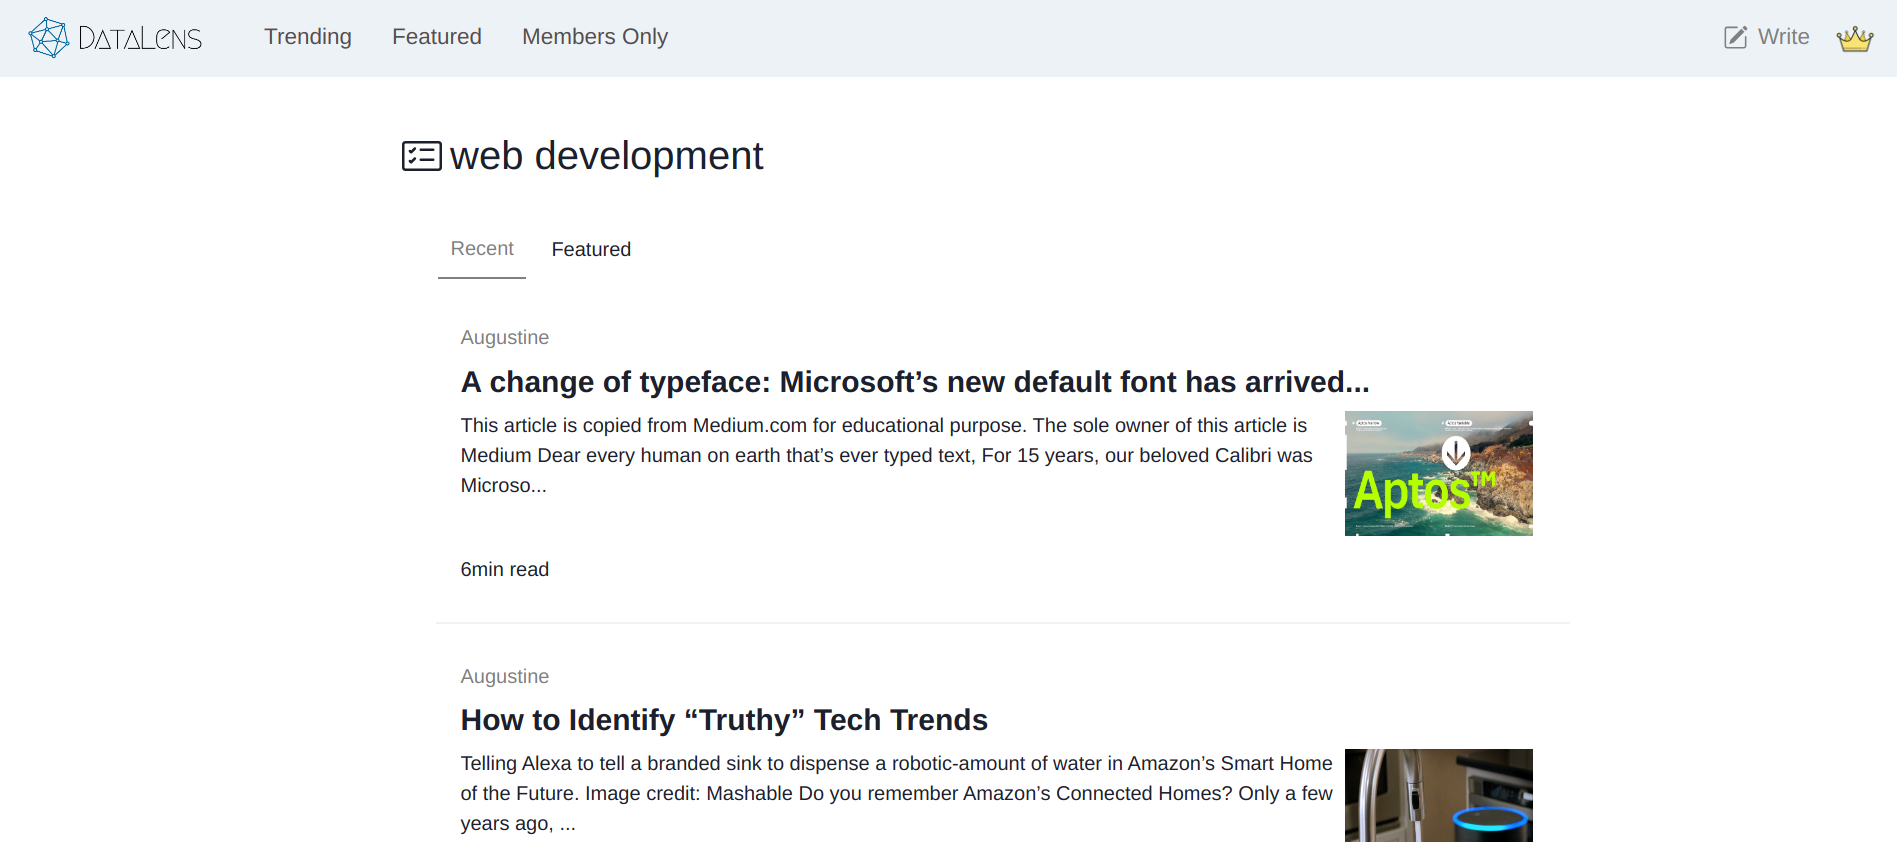 DATALENS
Trending
Featured
Members Only
Write
web development
Recent
Featured
Augustine
A change of typeface: Microsoft’s new default font has arrived...
This article is copied from Medium.com for educational purpose. The sole owner of this article is
Medium Dear every human on earth that’s ever typed text, For 15 years, our beloved Calibri was
Microso...
Aptos Narrow
Aptos™
6min read
Augustine
How to Identify “Truthy” Tech Trends
Telling Alexa to tell a branded sink to dispense a robotic-amount of water in Amazon’s Smart Home
of the Future. Image credit: Mashable Do you remember Amazon’s Connected Homes? Only a few
years ago, ...